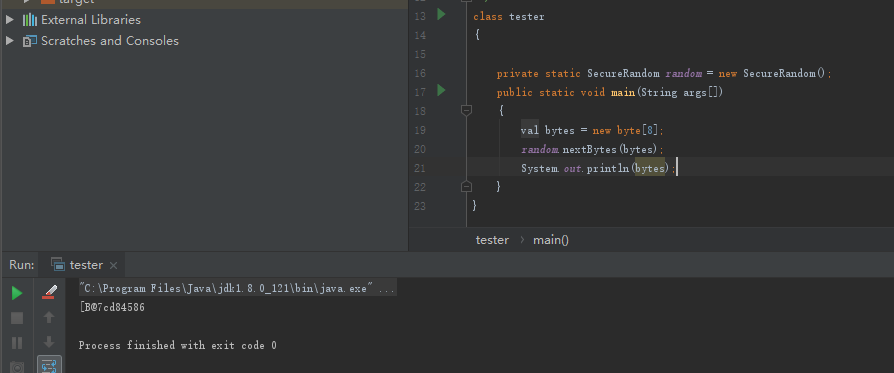 target
External Libraries
Scratches and Consoles
13 class tester
14 {
15
16 private static SecureRandom random = new SecureRandom();
17 public static void main(String args[])
18 {
19 val bytes = new byte[8];
20 random.nextBytes(bytes);
21 System.out.println(bytes);
22 }
23 }
tester > main()
Run: tester ×
"C:\Program Files\Java\jdk1.8.0_121\bin\java.exe" ...
[B@7cd84586
Process finished with exit code 0